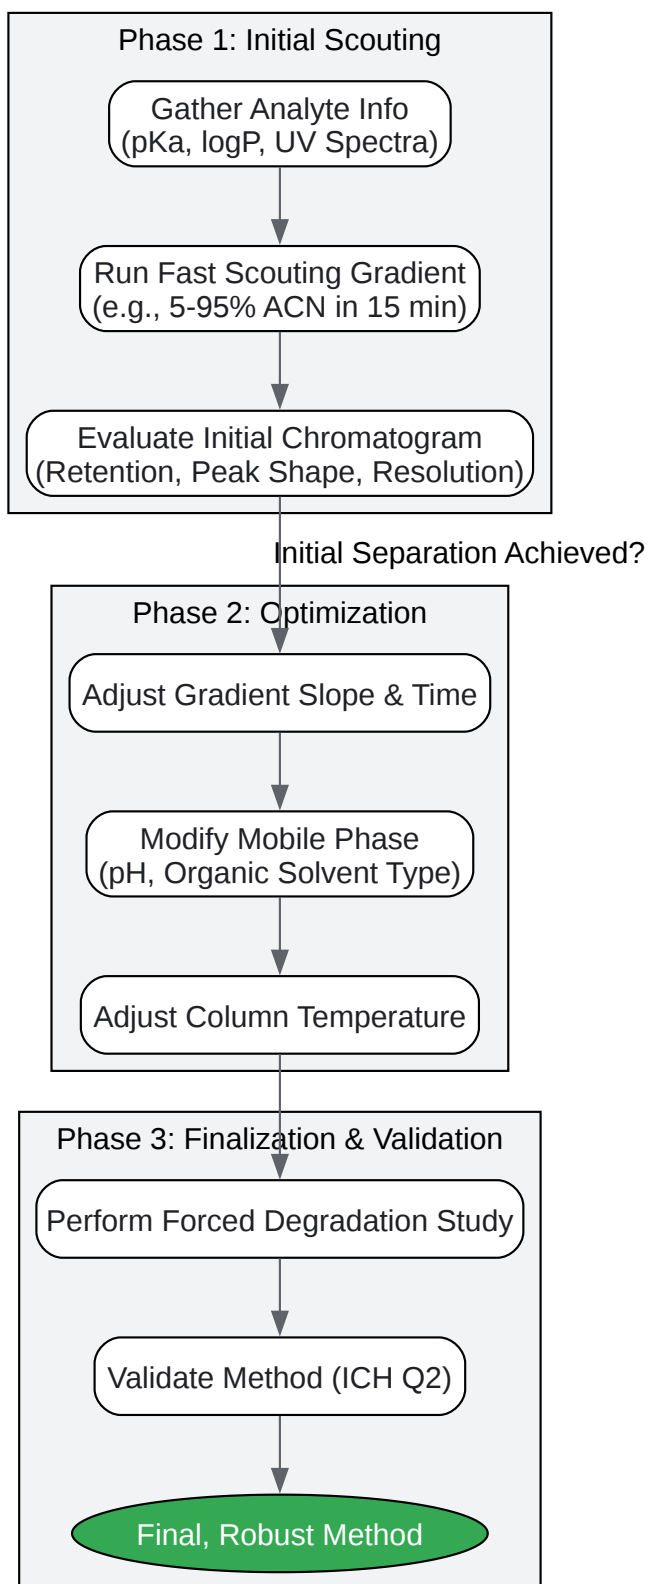 Phase 1: Initial Scouting
Gather Analyte Info
(pKa, logP, UV Spectra)
Run Fast Scouting Gradient
(e.g., 5-95% ACN in 15 min)
Evaluate Initial Chromatogram
(Retention, Peak Shape, Resolution)
Initial Separation Achieved?
Phase 2: Optimization
Adjust Gradient Slope & Time
Modify Mobile Phase
(pH, Organic Solvent Type)
Adjust Column Temperature
Phase 3: Finalization & Validation
Perform Forced Degradation Study
Validate Method (ICH Q2)
Final, Robust Method